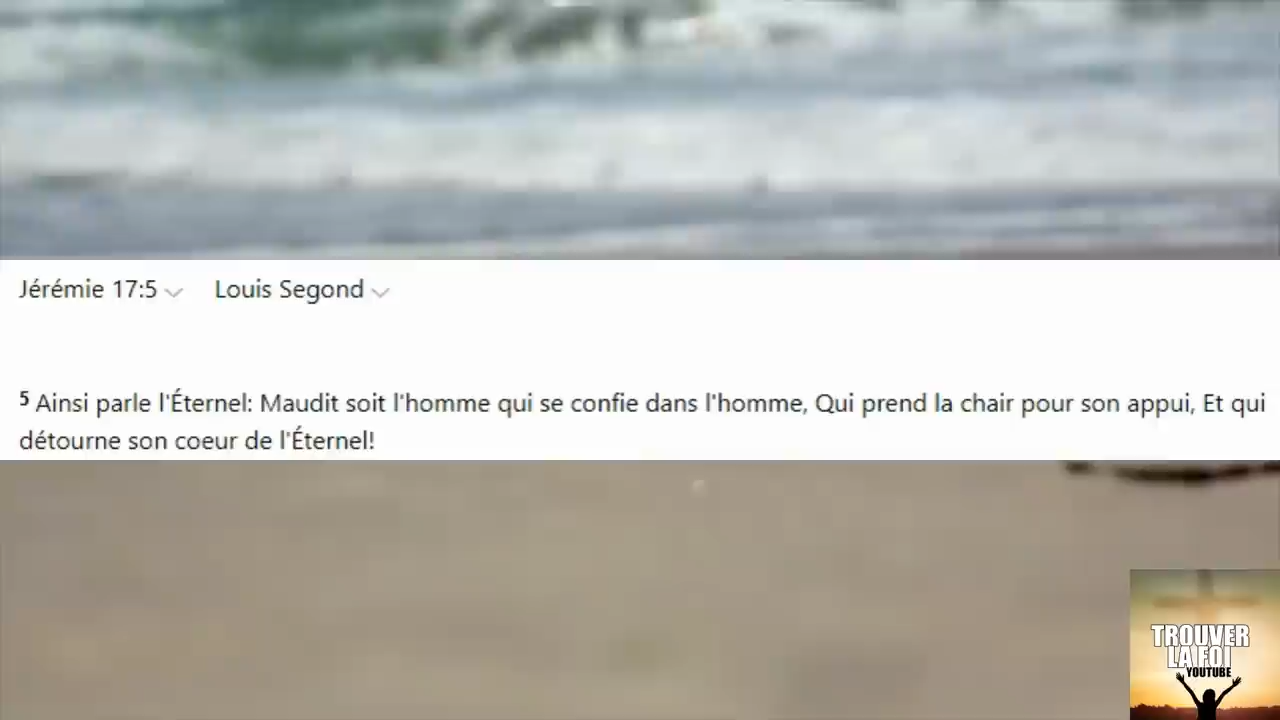 Jérémie 17:5 Louis Segond
5 Ainsi parle l'Éternel: Maudit soit l'homme qui se confie dans l'homme, Qui prend la chair pour son appui, Et qui
détourne son coeur de l'Éternel!
TROUVER
LA FOI
YOUTUBE